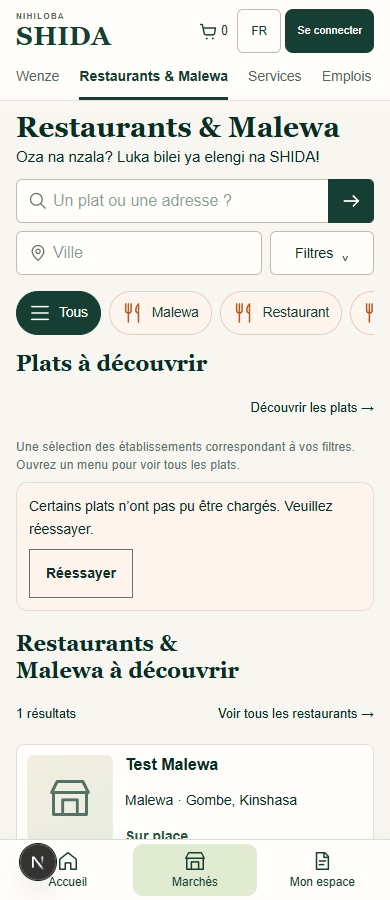 NIHILOBA
SHIDA
0
FR
Se connecter
Wenze
Restaurants & Malewa
Services
Emplois
Restaurants & Malewa
Oza na nzala? Luka bilei ya elengi na SHIDA!
Un plat ou une adresse ?
Ville
Filtres v
Tous
Malewa
Restaurant
Plats à découvrir
Découvrir les plats →
Une sélection des établissements correspondant à vos filtres.
Ouvrez un menu pour voir tous les plats.
Certains plats n’ont pas pu être chargés. Veuillez
réessayer.
Réessayer
Restaurants &
Malewa à découvrir
1 résultats
Voir tous les restaurants →
Test Malewa
Malewa · Gombe, Kinshasa
Sur place
N
Accueil
Marchés
Mon espace